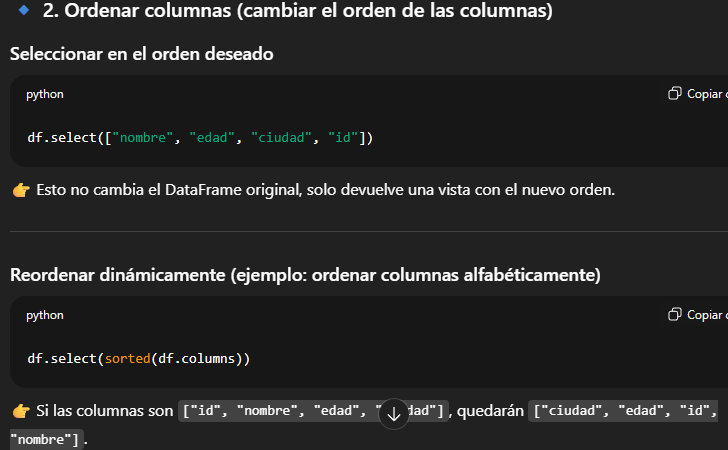 2. Ordenar columnas (cambiar el orden de las columnas)
Seleccionar en el orden deseado
python
Copiar
df.select(["nombre", "edad", "ciudad", "id"])
Esto no cambia el DataFrame original, solo devuelve una vista con el nuevo orden.
Reordenar dinámicamente (ejemplo: ordenar columnas alfabéticamente)
python
Copiar
df.select(sorted(df.columns))
Si las columnas son ["id", "nombre", "edad", " dad"], quedarán ["ciudad", "edad", "id",
"nombre"].